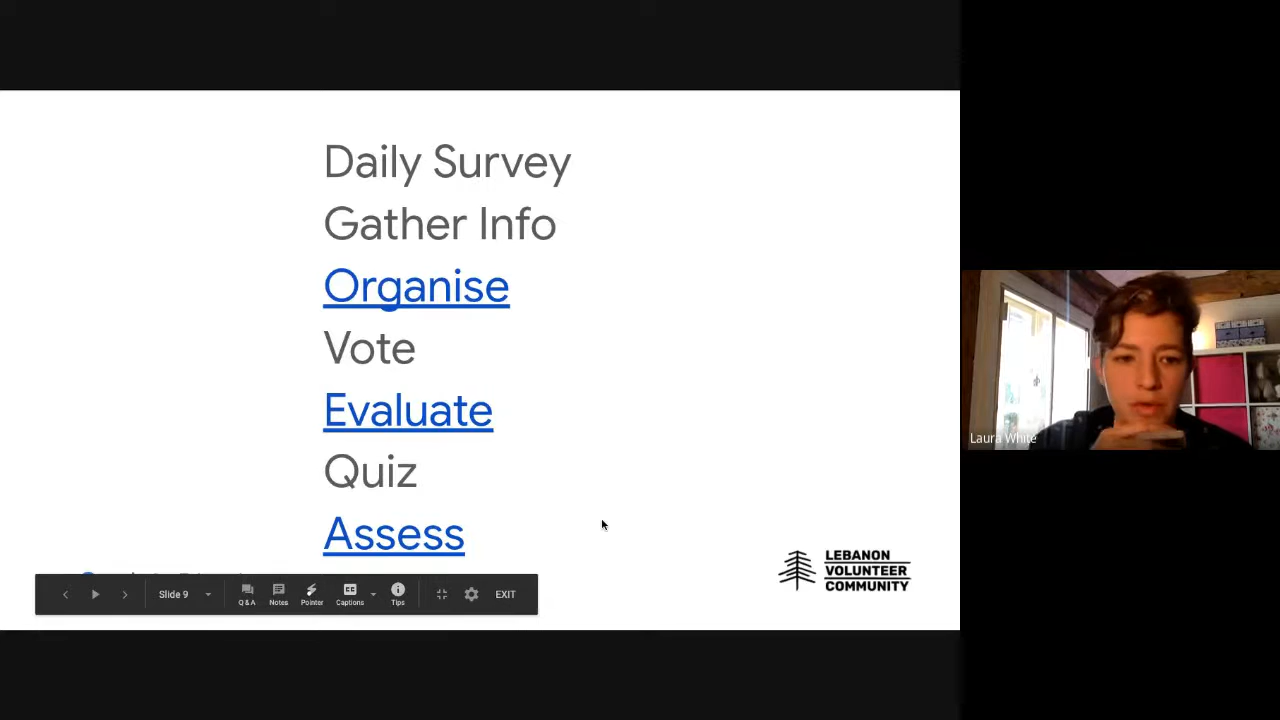 Daily Survey
Gather Info
Organise
Vote
Evaluate
Quiz
Assess
LEBANON
VOLUNTEER
COMMUNITY
Slide 9
Q & A
Notes
Pointer
Captions
Tips
EXIT
Laura White